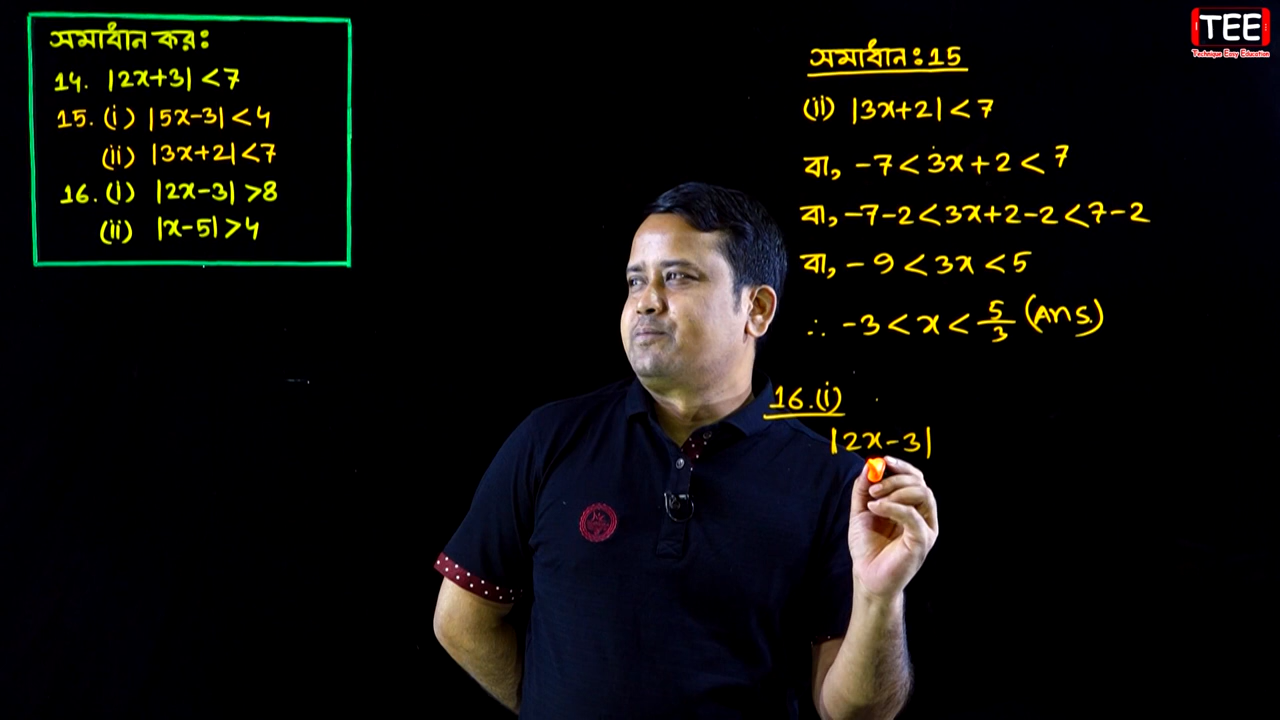 সমাধান কর:
14. |2x+3| <7
15. (i) |5x-3| < 4
(ii) |3x+2|<7
16. (i) |2x-3| >8
(ii) |x-5| > 4
TEE
Technique Easy Education
সমাধান: 15
(ii) |3x+2| < 7
বা, -7 < 3x + 2 < 7
বা, -7-2 < 3x+2-2 < 7-2
বা, -9 < 3x < 5
∴ -3 < x < 5/3 (Ans.)
16.(i)
|2x-3|